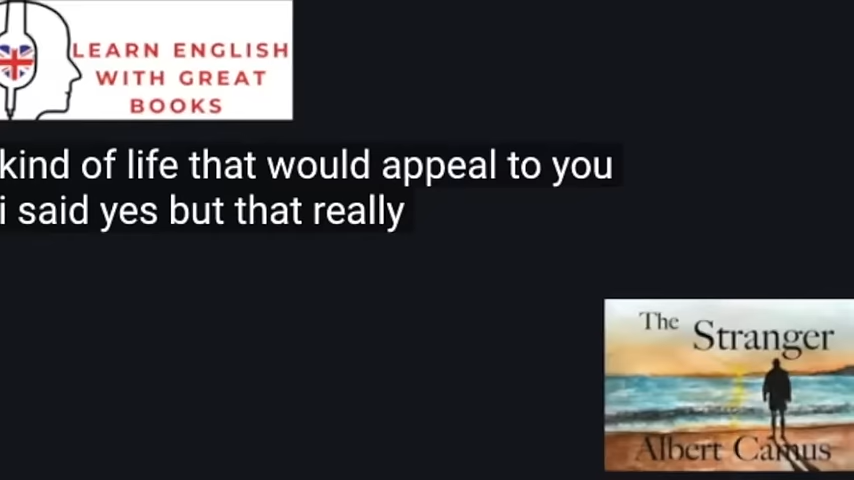 LEARN ENGLISH
WITH GREAT
BOOKS
kind of life that would appeal to you
i said yes but that really
The Stranger
Albert Camus